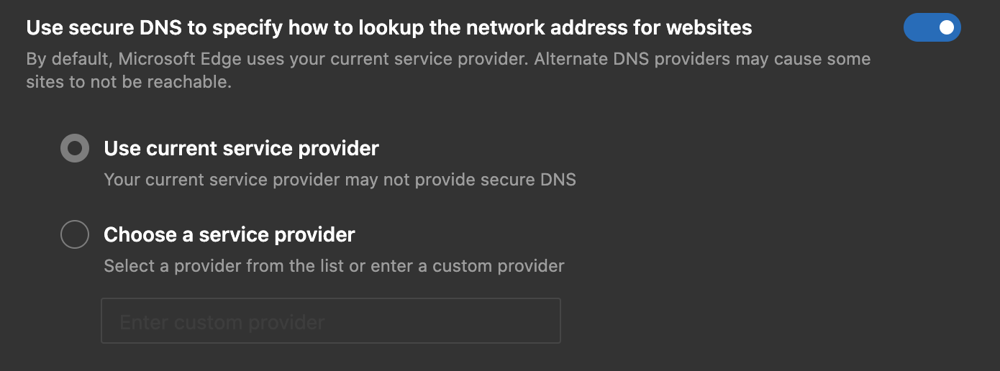 Use secure DNS to specify how to lookup the network address for websites
By default, Microsoft Edge uses your current service provider. Alternate DNS providers may cause some
sites to not be reachable.
Use current service provider
Your current service provider may not provide secure DNS
Choose a service provider
Select a provider from the list or enter a custom provider
Enter custom provider